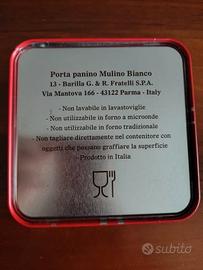 Porta panino Mulino Bianco
13 - Barilla G. & R. Fratelli S.P.A.
Via Mantova 166 - 43122 Parma - Italy
- Non lavabile in lavastoviglie
- Non utilizzabile in forno a microonde
- Non utilizzabile in forno tradizionale
- Non tagliare direttamente nel contenitore con
oggetti che possano graffiare la superficie
- Prodotto in Italia
subito